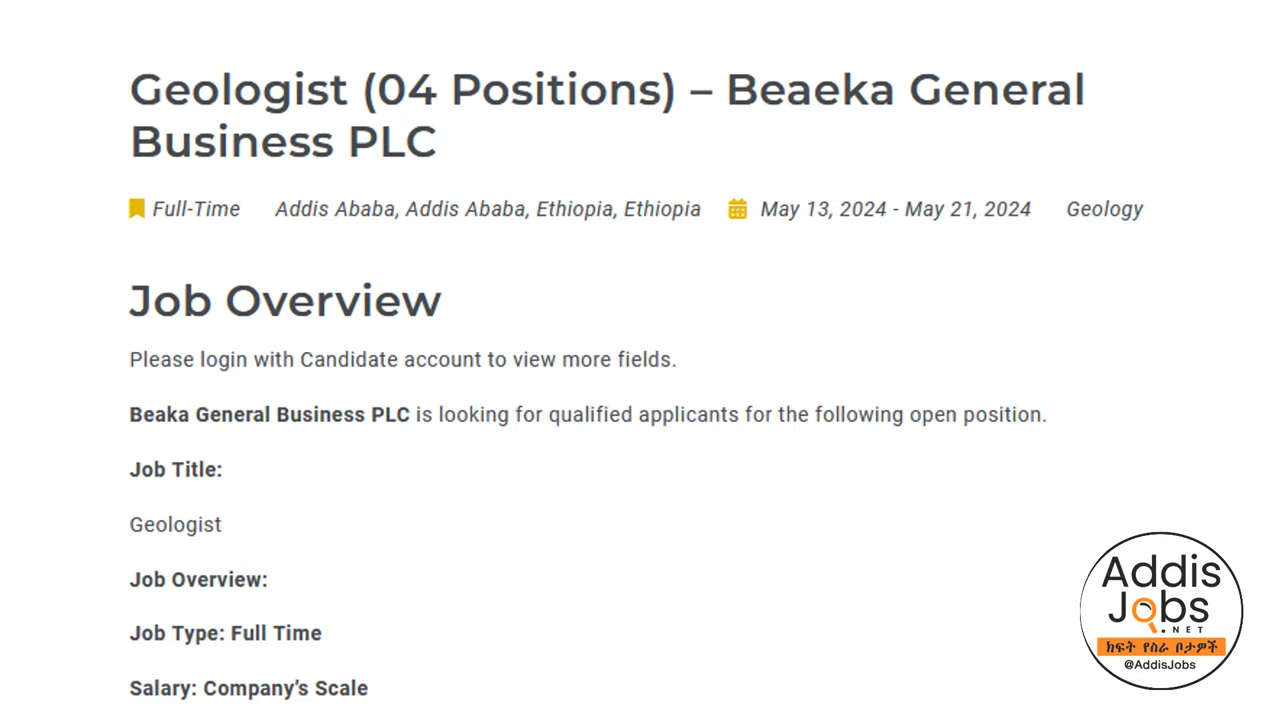 Geologist (04 Positions) – Beaeka General
Business PLC
Full-Time Addis Ababa, Addis Ababa, Ethiopia, Ethiopia May 13, 2024 - May 21, 2024 Geology
Job Overview
Please login with Candidate account to view more fields.
Beaka General Business PLC is looking for qualified applicants for the following open position.
Job Title:
Geologist
Job Overview:
Job Type: Full Time
Salary: Company’s Scale
Addis
Jobs
.NET
ክፍት የስራ ቦታዎች
@AddisJobs